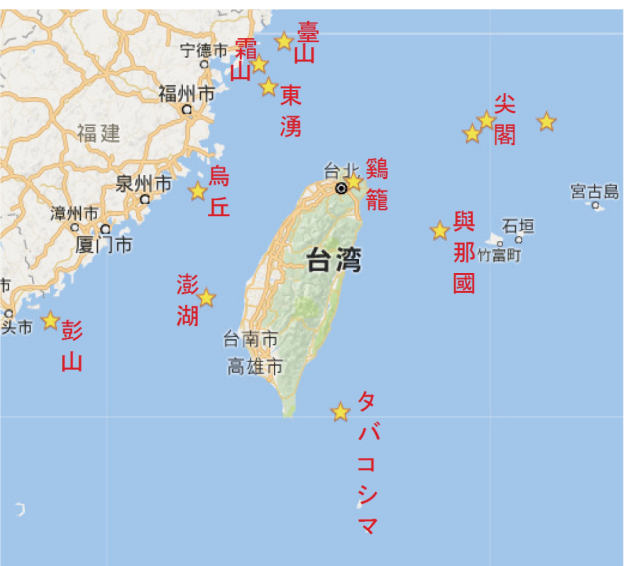 臺山
宁德市
霜山
東湧
福州市
尖閣
福建
台北
鷄籠
泉州市
烏丘
宮古島
漳州市
與那國
石垣
厦门市
竹富町
台湾
澎湖
市
头市
彭山
台南市
高雄市
タバコシマ